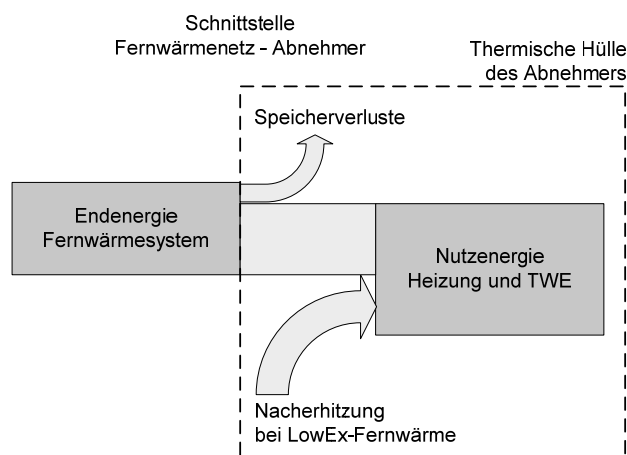 Schnittstelle
Fernwärmenetz - Abnehmer
Thermische Hülle
des Abnehmers
Speicherverluste
Endenergie
Fernwärmesystem
Nutzenergie
Heizung und TWE
Nacherhitzung
bei LowEx-Fernwärme